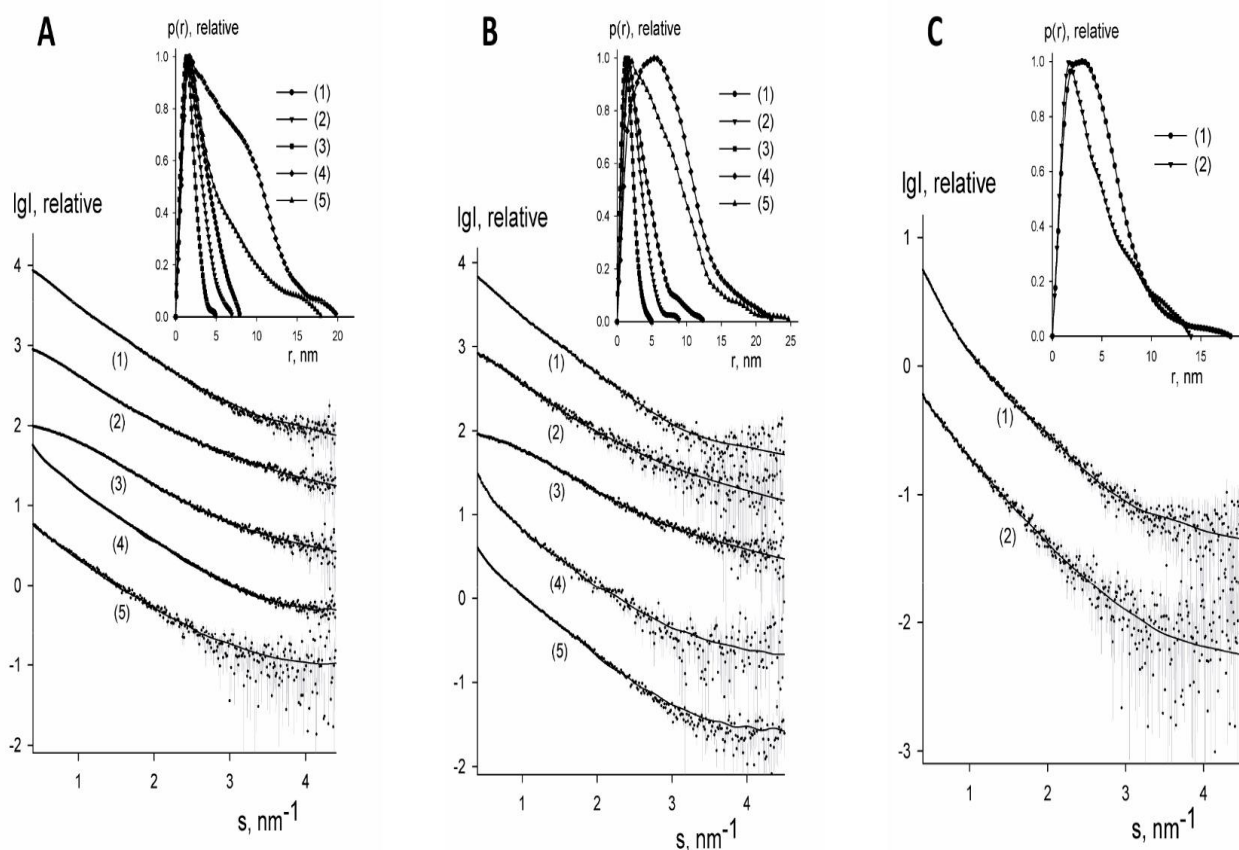 A
p(r), relative
1.0
0.8
0.6
0.4
0.2
0.0
0 5 10 15 20
r, nm
(1)
(2)
(3)
(4)
(5)
lgI, relative
4
3
2
1
0
-1
-2
(1)
(2)
(3)
(4)
(5)
1 2 3 4
s, nm-1
B
p(r), relative
1.0
0.8
0.6
0.4
0.2
0.0
0 5 10 15 20 25
r, nm
(1)
(2)
(3)
(4)
(5)
lgI, relative
4
3
2
1
0
-1
-2
(1)
(2)
(3)
(4)
(5)
1 2 3 4
s, nm-1
C
p(r), relative
1.0
0.8
0.6
0.4
0.2
0.0
0 5 10 15
r, nm
(1)
(2)
lgI, relative
1
0
-1
-2
-3
(1)
(2)
1 2 3 4
s, nm-1